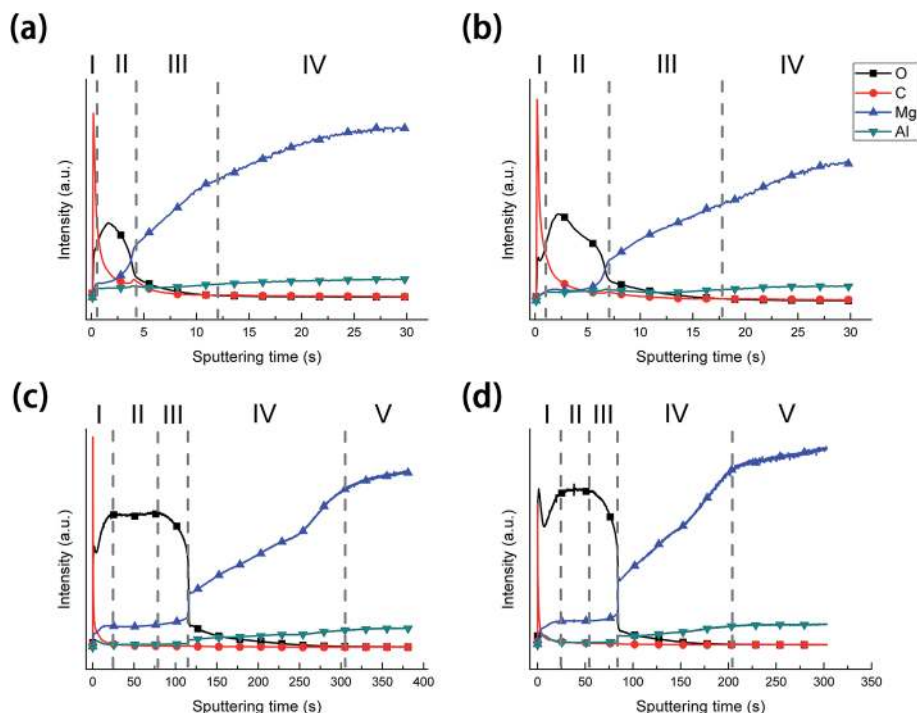 (a)
I II III IV
Intensity (a.u.)
0 5 10 15 20 25 30
Sputtering time (s)
(b)
I II III IV
O
C
Mg
Al
Intensity (a.u.)
0 5 10 15 20 25 30
Sputtering time (s)
(c)
I II III IV V
Intensity (a.u.)
0 50 100 150 200 250 300 350 400
Sputtering time (s)
(d)
I II III IV V
Intensity (a.u.)
0 50 100 150 200 250 300 350
Sputtering time (s)